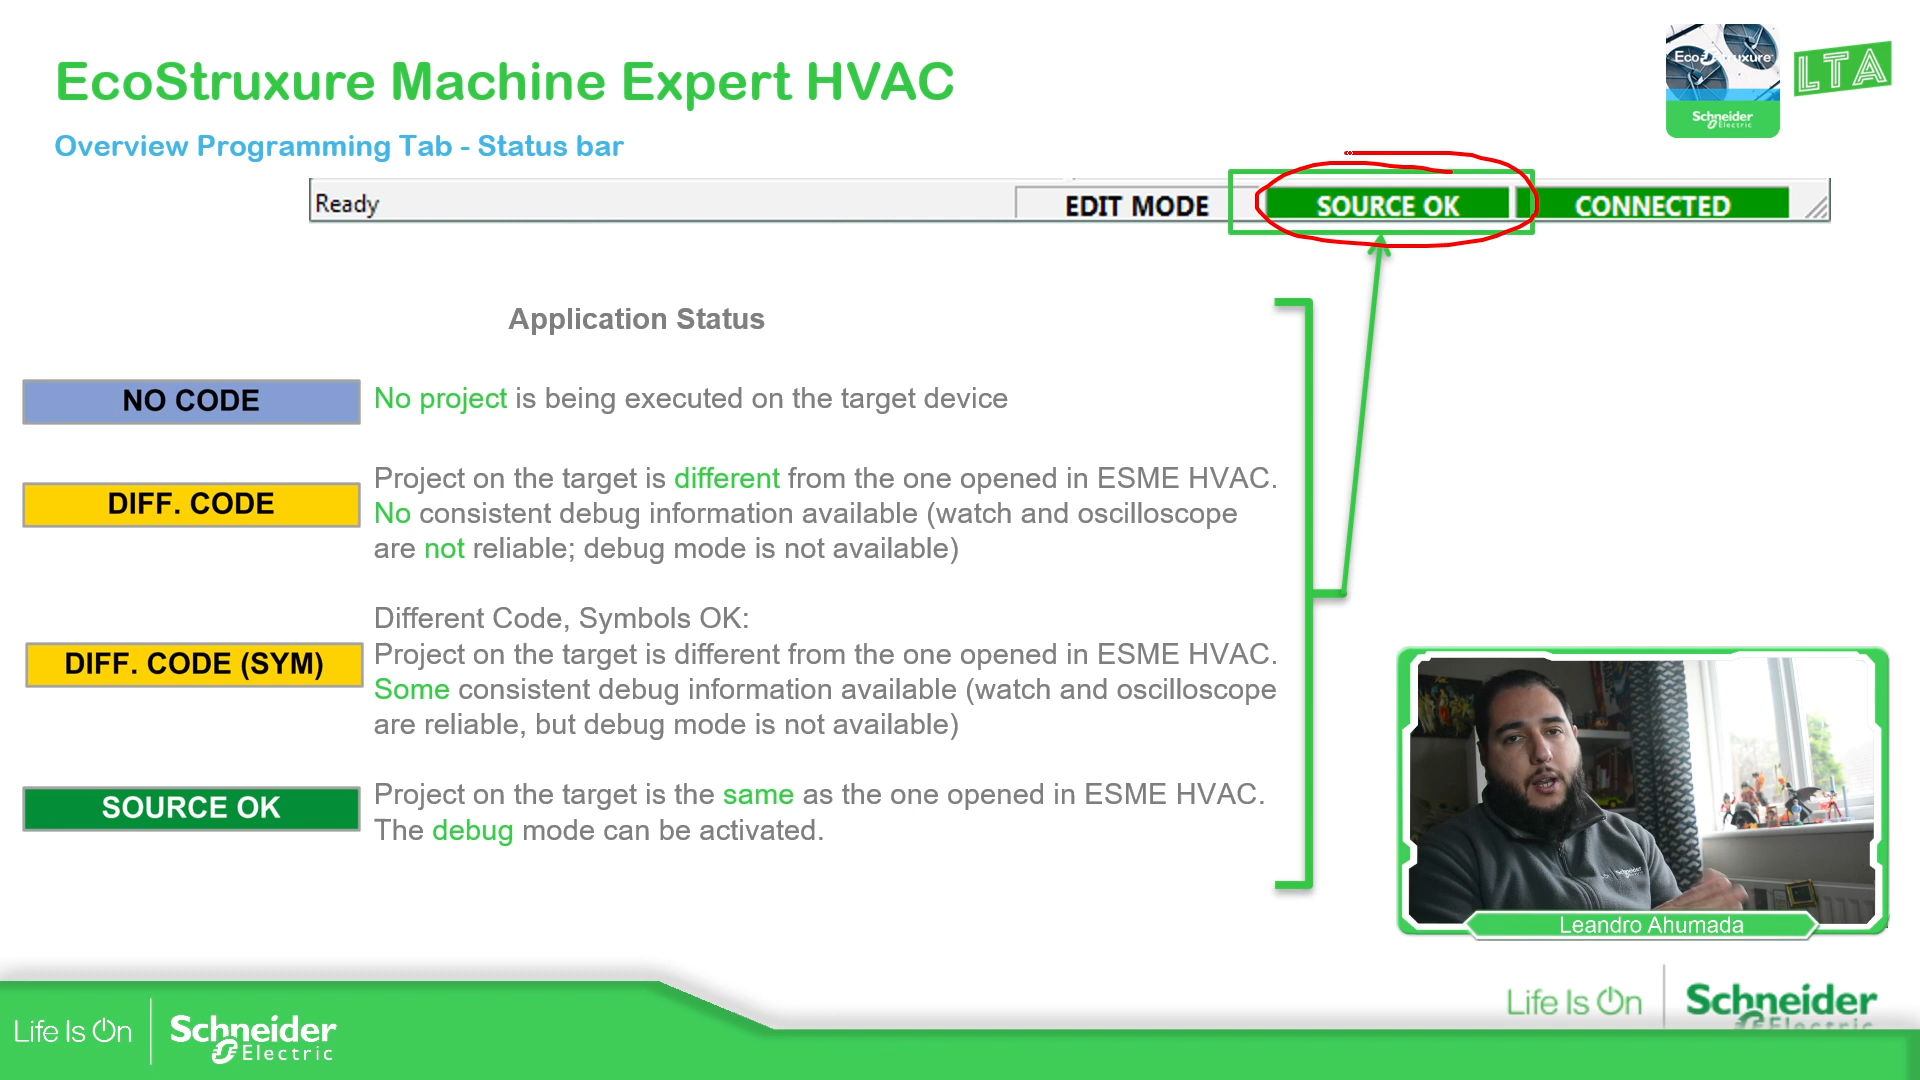 EcoStruxure Machine Expert HVAC
Overview Programming Tab - Status bar
EcoStruxure
Schneider
Electric
LTA
Ready
EDIT MODE
SOURCE OK
CONNECTED
Application Status
NO CODE
No project is being executed on the target device
DIFF. CODE
Project on the target is different from the one opened in ESME HVAC.
No consistent debug information available (watch and oscilloscope
are not reliable; debug mode is not available)
Different Code, Symbols OK:
DIFF. CODE (SYM)
Project on the target is different from the one opened in ESME HVAC.
Some consistent debug information available (watch and oscilloscope
are reliable, but debug mode is not available)
SOURCE OK
Project on the target is the same as the one opened in ESME HVAC.
The debug mode can be activated.
Schneider
Leandro Ahumada
Life Is On
Schneider
Electric
Life Is On
Schneider
Electric